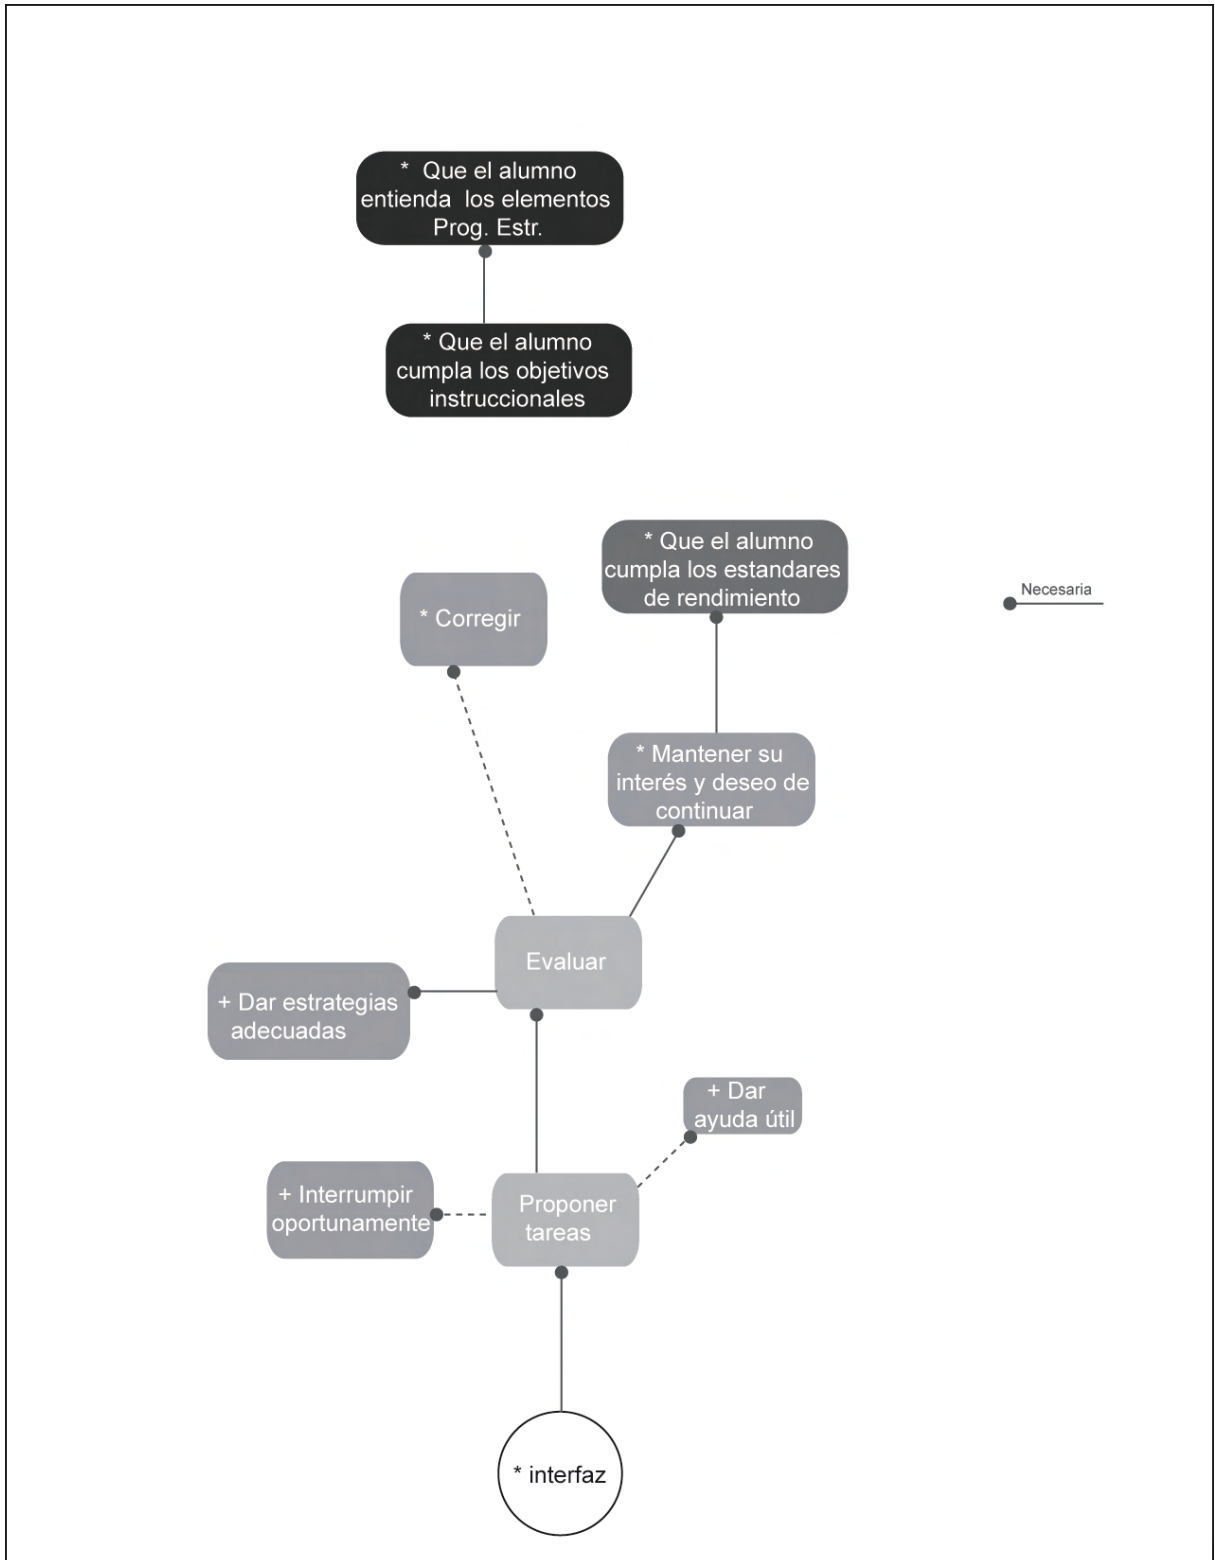 * Que el alumno
entienda los elementos
Prog. Estr.
* Que el alumno
cumpla los objetivos
instruccionales
* Que el alumno
cumpla los estandares
de rendimiento
* Corregir
Necesaria
* Mantener su
interés y deseo de
continuar
Evaluar
+ Dar estrategias
adecuadas
+ Dar
ayuda útil
+ Interrumpir
oportunamente
Proponer
tareas
* interfaz